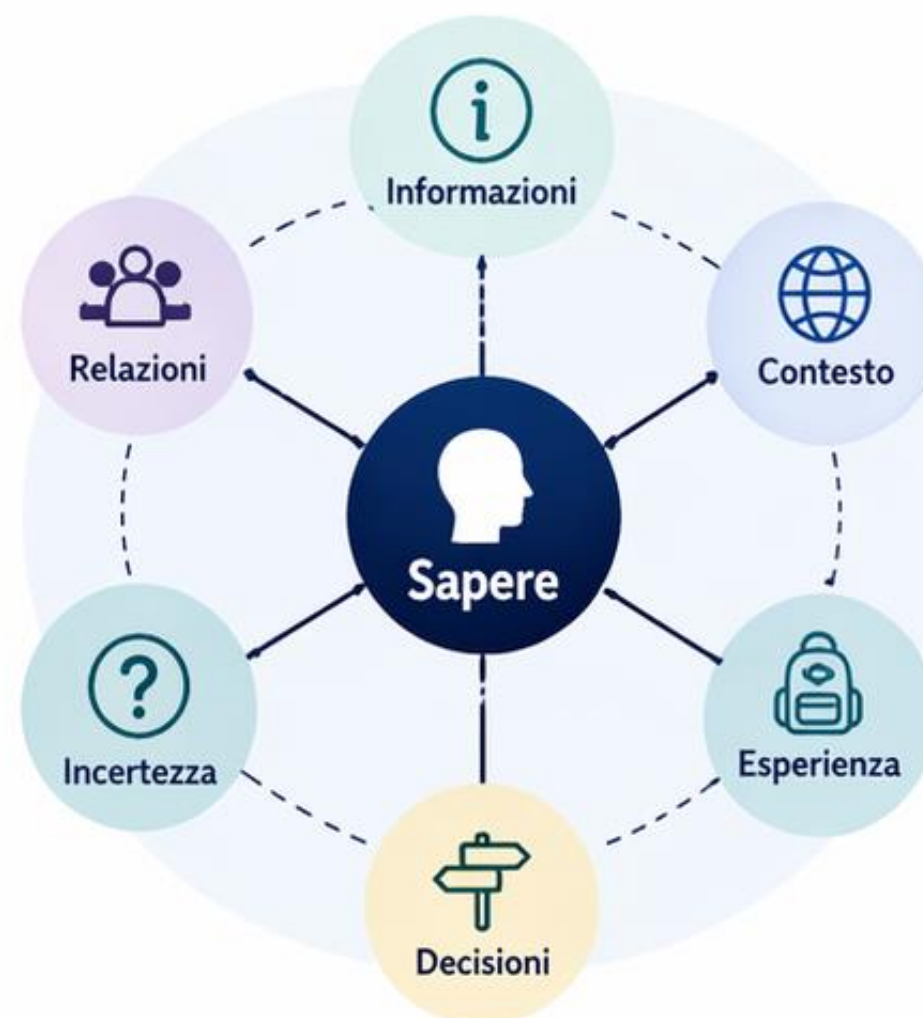 Informazioni
Relazioni
Contesto
Sapere
Incertezza
Esperienza
Decisioni